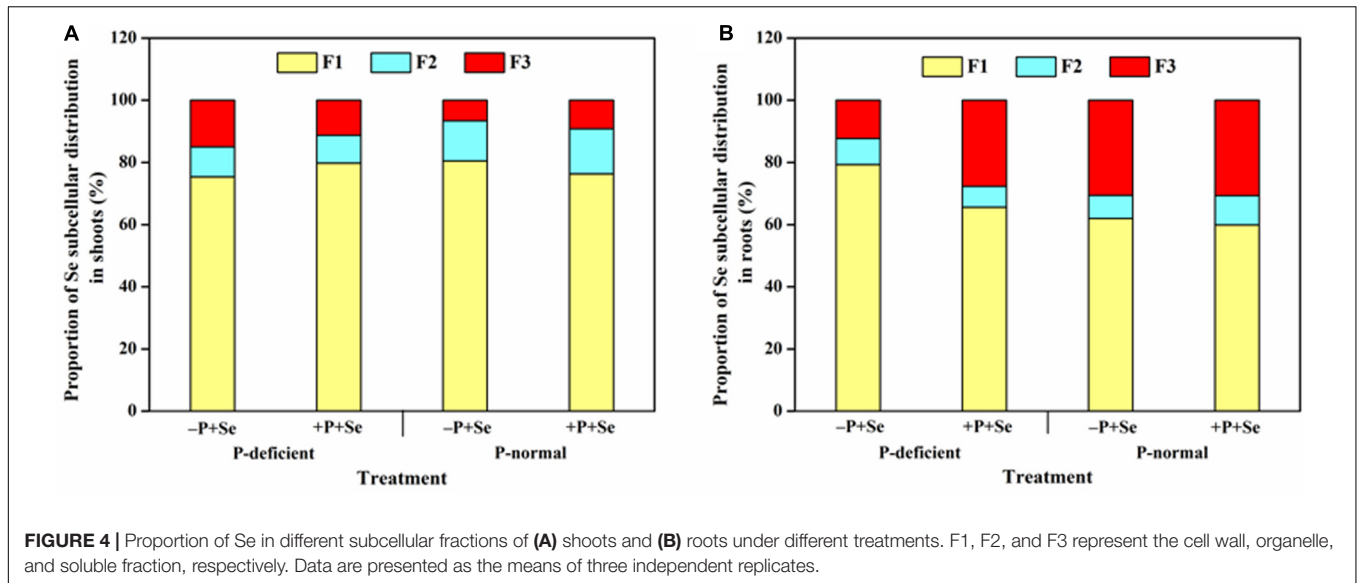 A
120
100
80
60
40
20
0
Proportion of Se subcellular distribution
in shoots (%)
F1 F2 F3
–P+Se +P+Se –P+Se +P+Se
P-deficient P-normal
Treatment
B
120
100
80
60
40
20
0
Proportion of Se subcellular distribution
in roots (%)
F1 F2 F3
–P+Se +P+Se –P+Se +P+Se
P-deficient P-normal
Treatment
FIGURE 4 | Proportion of Se in different subcellular fractions of (A) shoots and (B) roots under different treatments. F1, F2, and F3 represent the cell wall, organelle,
and soluble fraction, respectively. Data are presented as the means of three independent replicates.